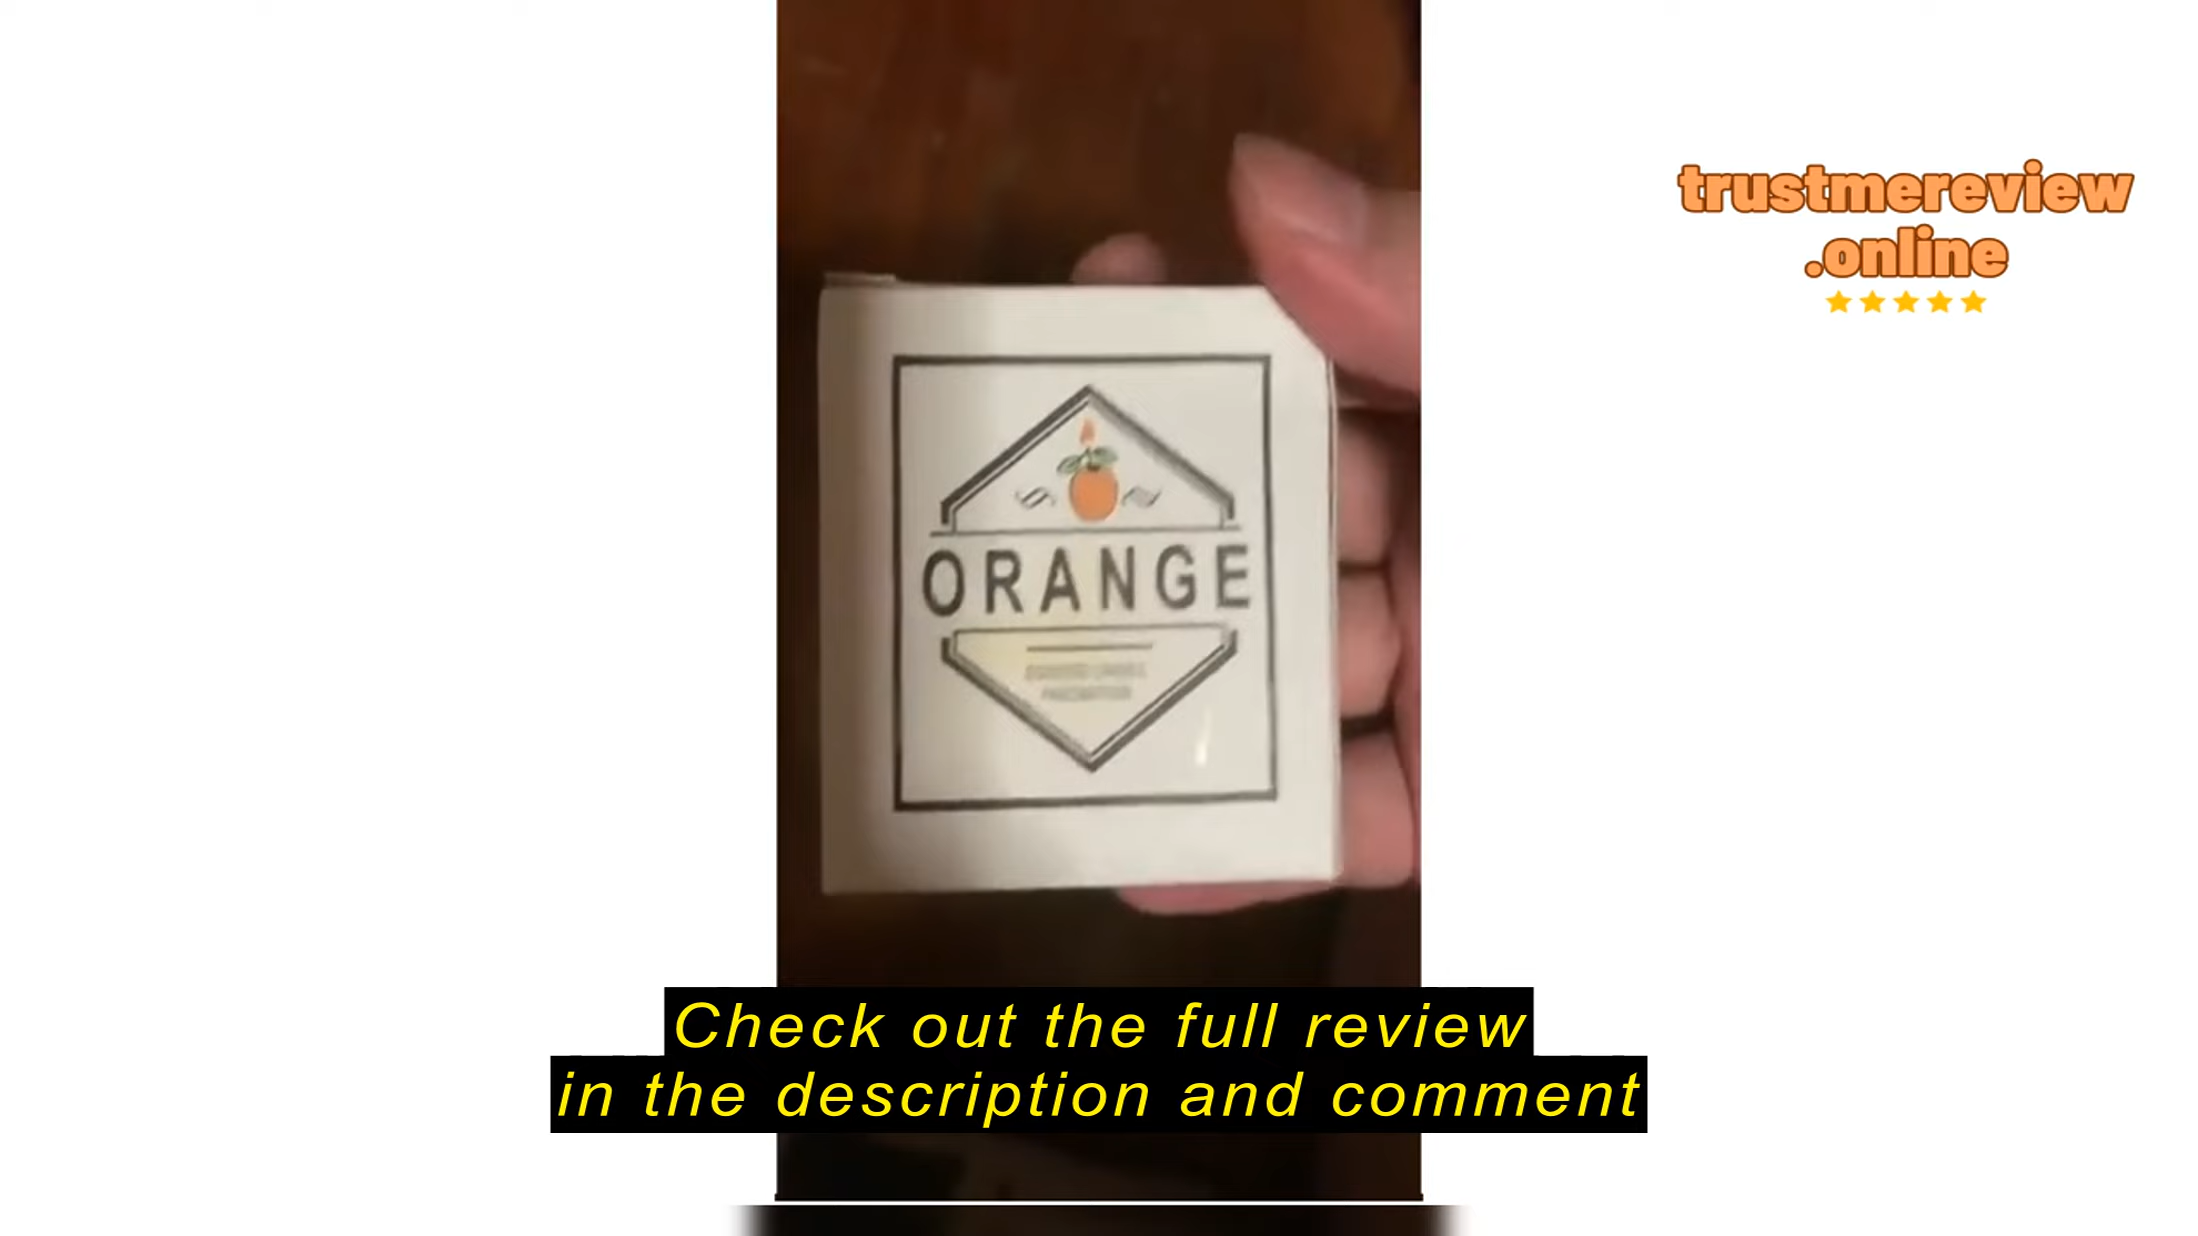 trustmereview
.online
ORANGE
Check out the full review
in the description and comment